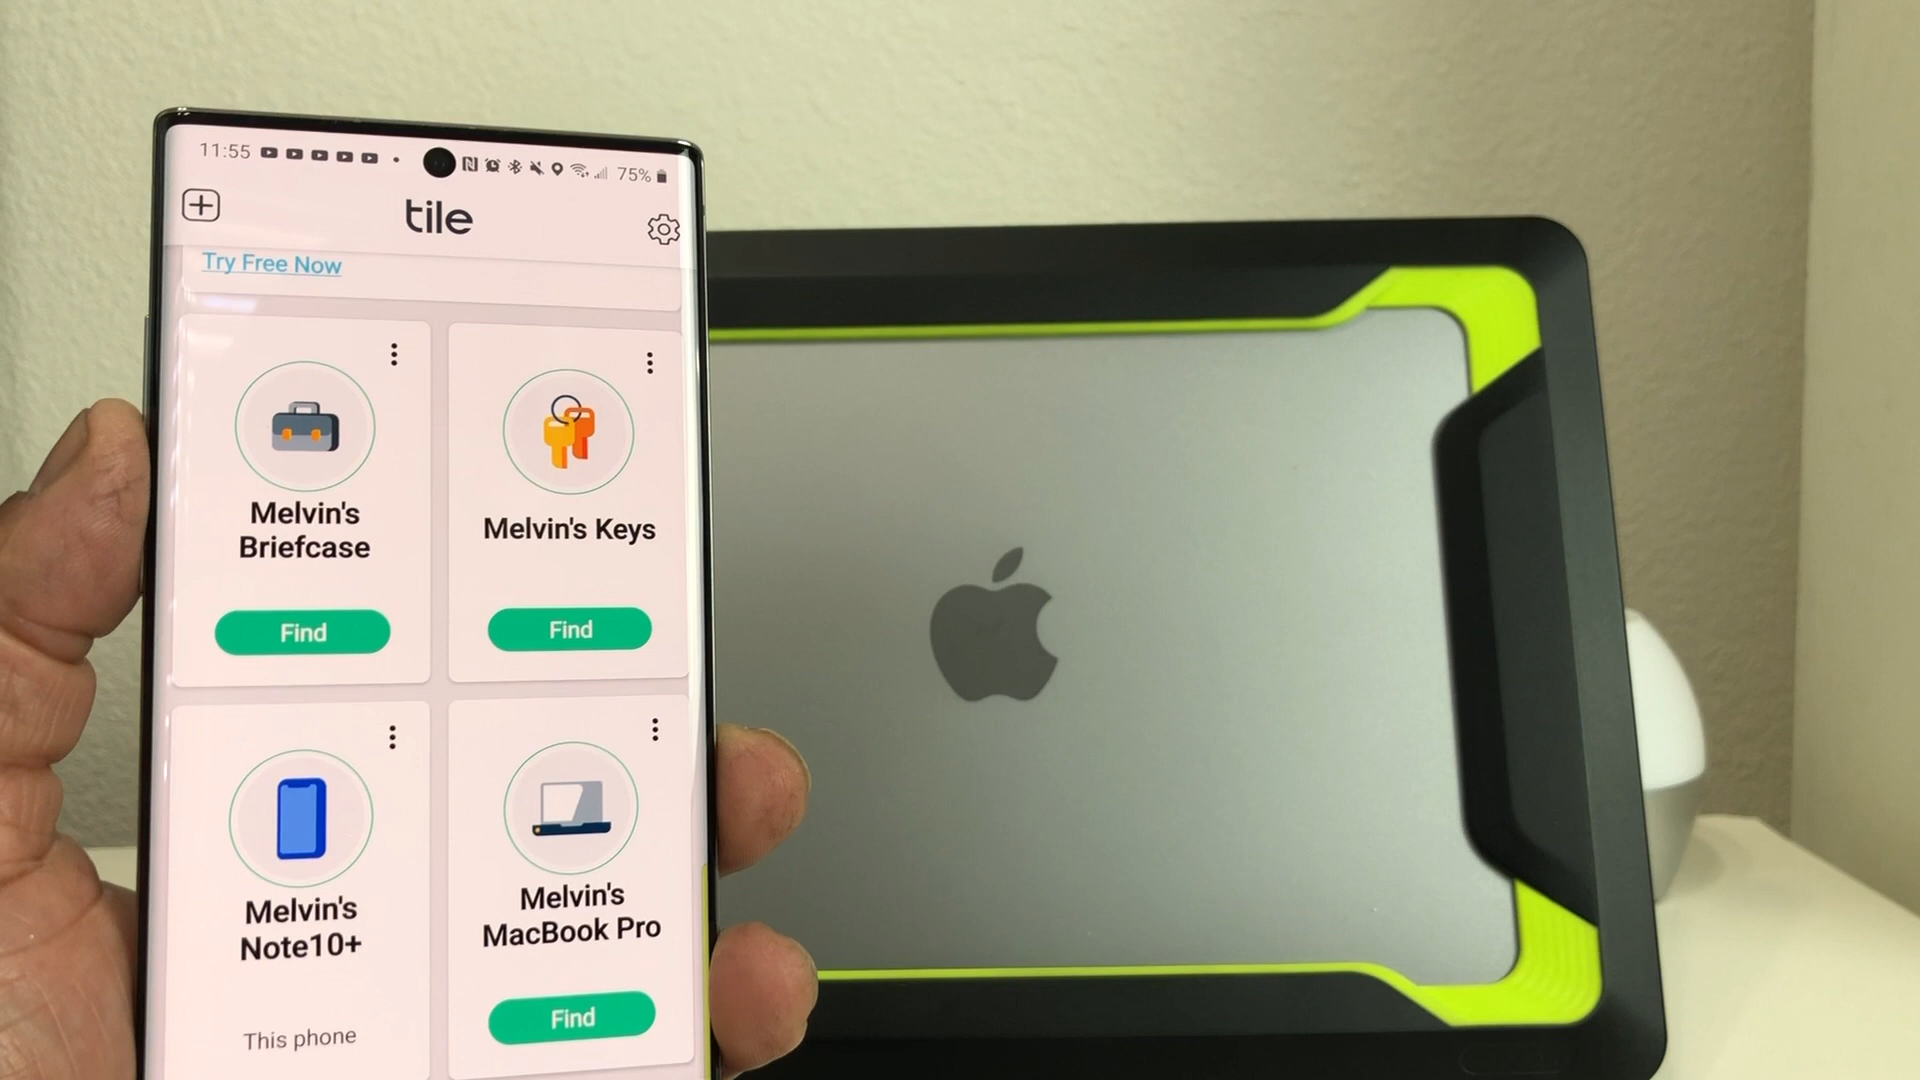 11:55
75%
tile
Try Free Now
Melvin's
Briefcase
Find
Melvin's Keys
Find
Melvin's
Note10+
This phone
Melvin's
MacBook Pro
Find